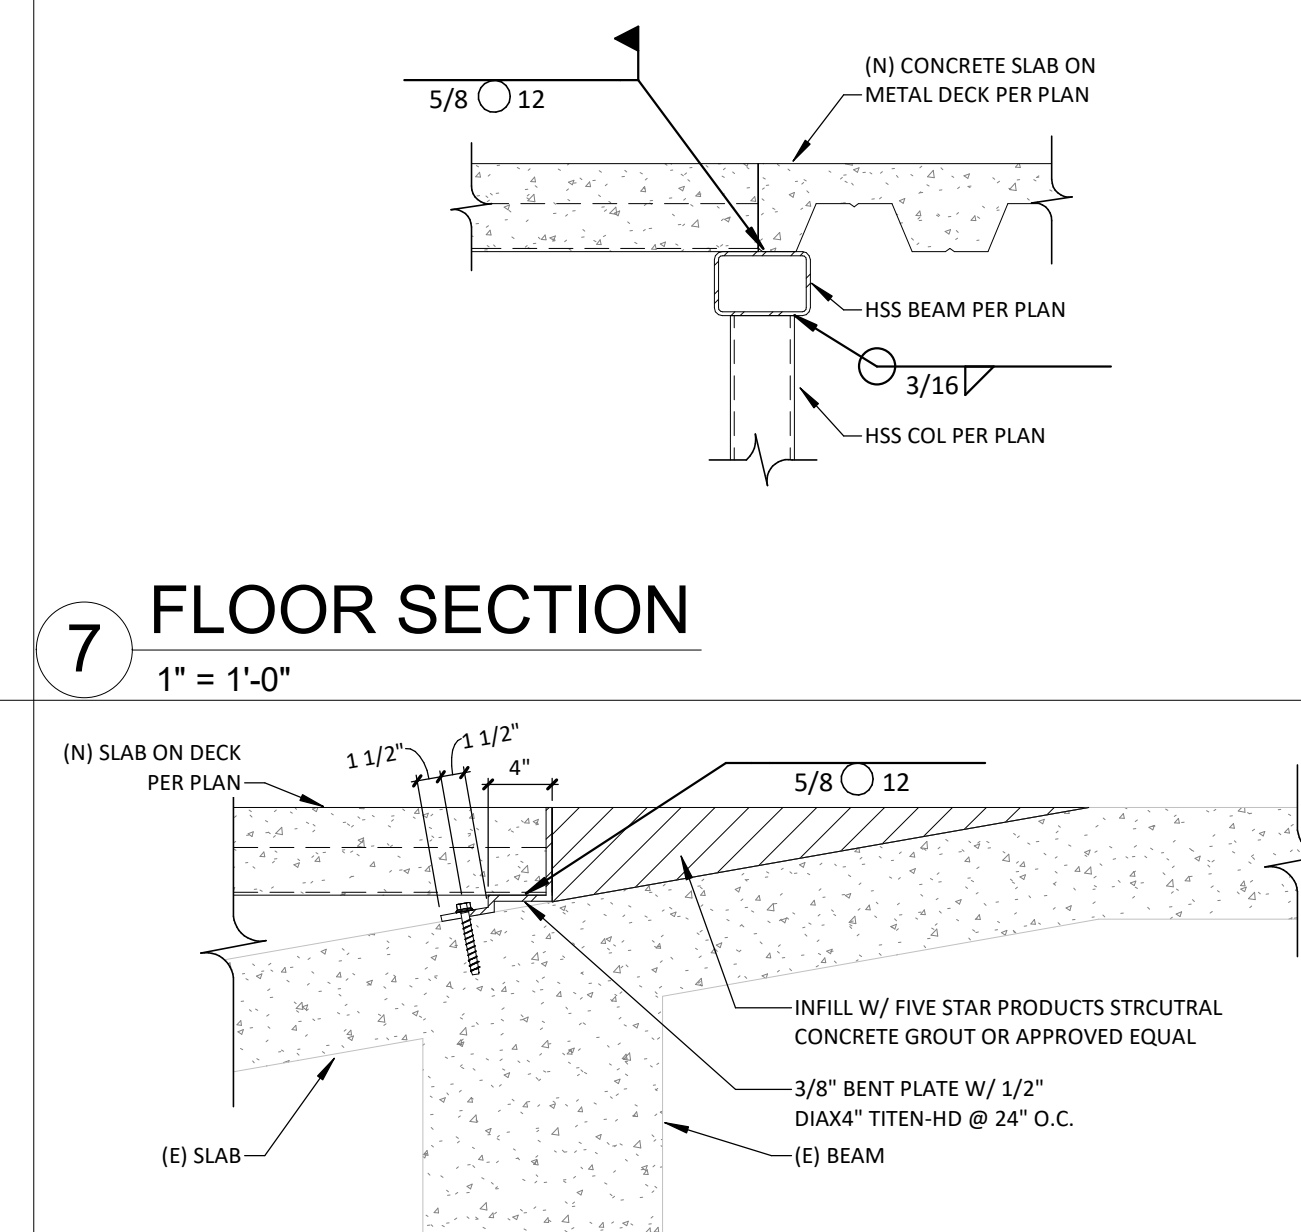 (N) CONCRETE SLAB ON
METAL DECK PER PLAN
5/8 12
HSS BEAM PER PLAN
3/16
HSS COL PER PLAN
7
FLOOR SECTION
1" = 1'-0"
(N) SLAB ON DECK
PER PLAN
1 1/2"
1 1/2"
4"
5/8 12
INFILL W/ FIVE STAR PRODUCTS STRCUTRAL
CONCRETE GROUT OR APPROVED EQUAL
3/8" BENT PLATE W/ 1/2"
DIAX4" TITEN-HD @ 24" O.C.
(E) SLAB
(E) BEAM